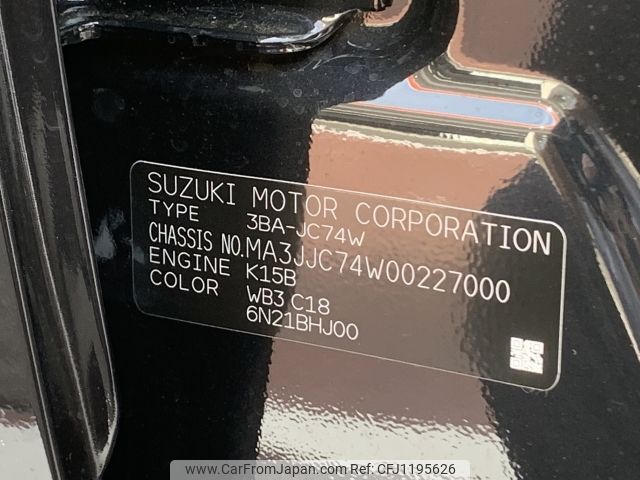 SUZUKI MOTOR CORPORATION
TYPE 3BA-JC74W
CHASSIS NO. MA3JJC74W00227000
ENGINE K15B
COLOR WB3 C18
6N21BHJ00
www.CarFromJapan.com | Ref No: CFJ1195626